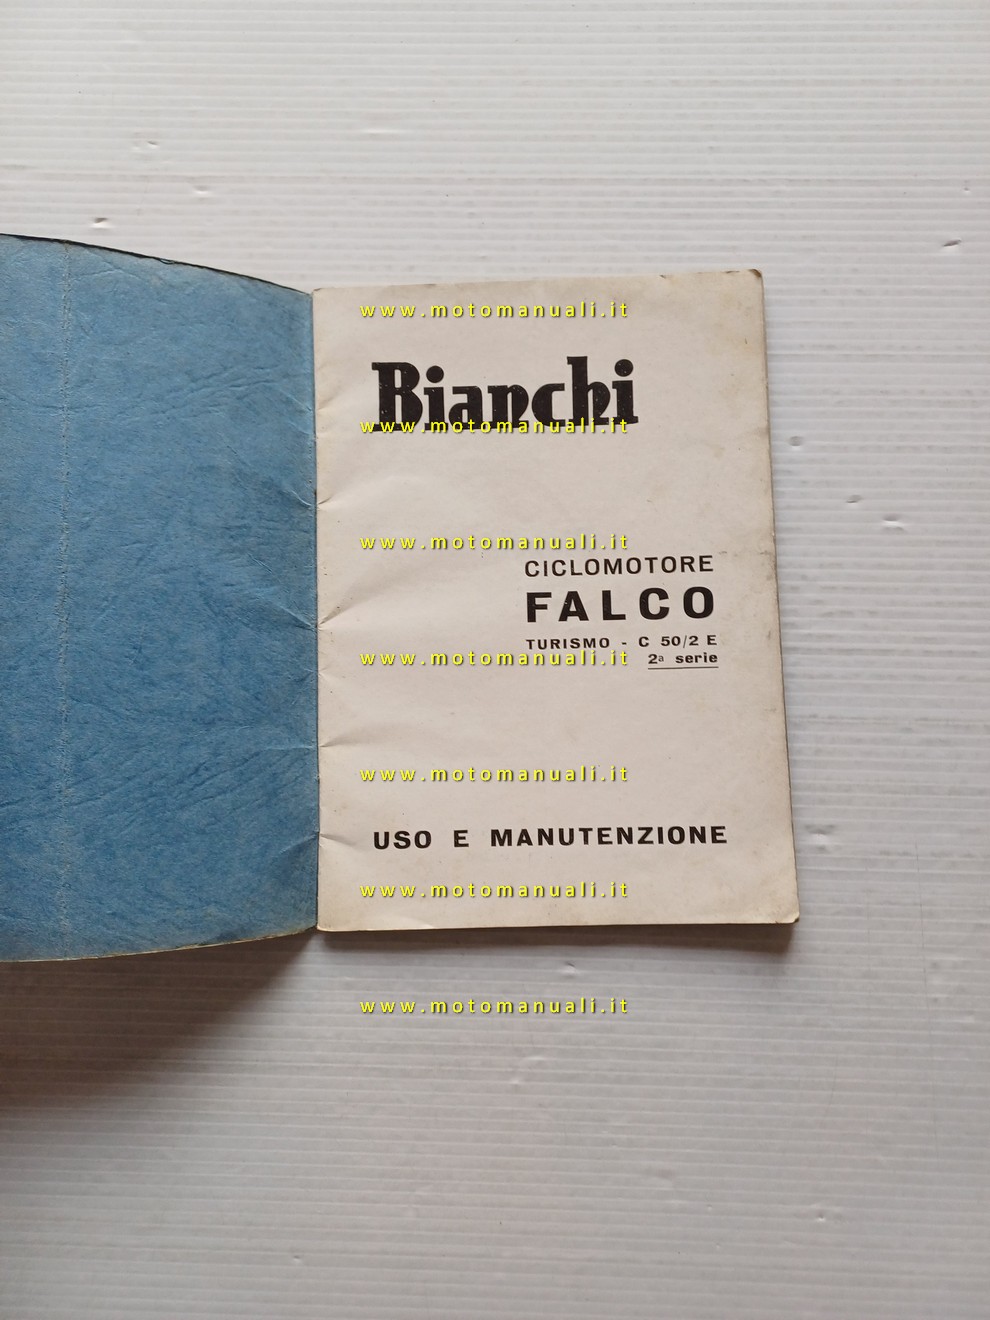 www.motomanuali.it
Bianchi
www.motomanuali.it
www.motomanuali.it
CICLOMOTORE
FALCO
TURISMO - C 50/2 E
www.motomanuali.it
2ª serie
www.motomanuali.it
USO E MANUTENZIONE
www.motomanuali.it
www.motomanuali.it